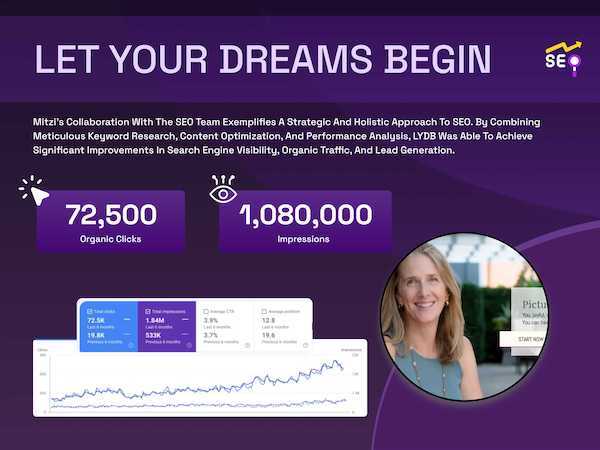 LET YOUR DREAMS BEGIN
SEO
Mitzi's Collaboration With The SEO Team Exemplifies A Strategic And Holistic Approach To SEO. By Combining
Meticulous Keyword Research, Content Optimization, And Performance Analysis, LYDB Was Able To Achieve
Significant Improvements In Search Engine Visibility, Organic Traffic, And Lead Generation.
72,500
Organic Clicks
1,080,000
Impressions
Total clicks
72.5K
Last 6 months
19.8K
Previous 6 months
Total impressions
1.84M
Last 6 months
533K
Previous 6 months
Average CTR
3.9%
Last 6 months
3.7%
Previous 6 months
Average position
12.8
Last 6 months
19.6
Previous 6 months
Clicks
Impressions
Pictu
You, joyful,
You can be
START NOW